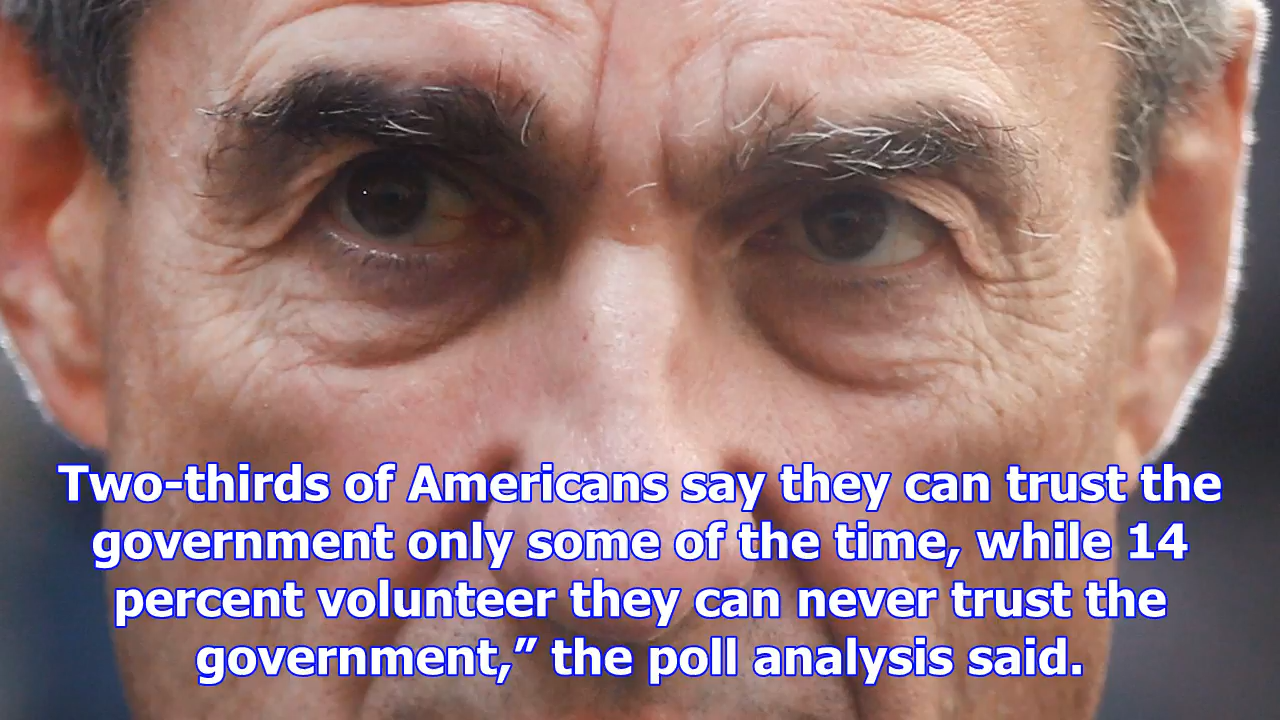 Two-thirds of Americans say they can trust the
government only some of the time, while 14
percent volunteer they can never trust the
government,” the poll analysis said.